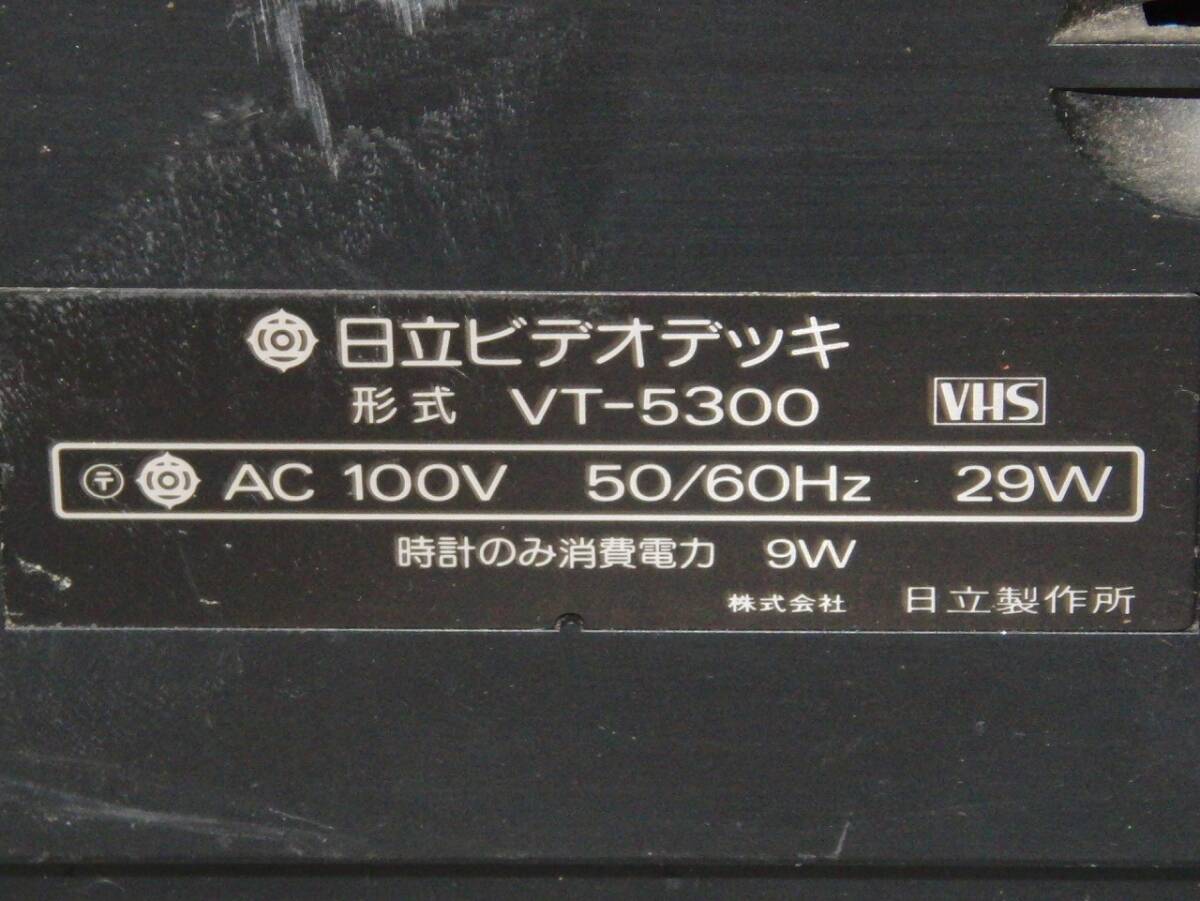 日立ビデオデッキ
形式 VT-5300 VHS
〒 AC 100V 50/60Hz 29W
時計のみ消費電力 9W
株式会社 日立製作所